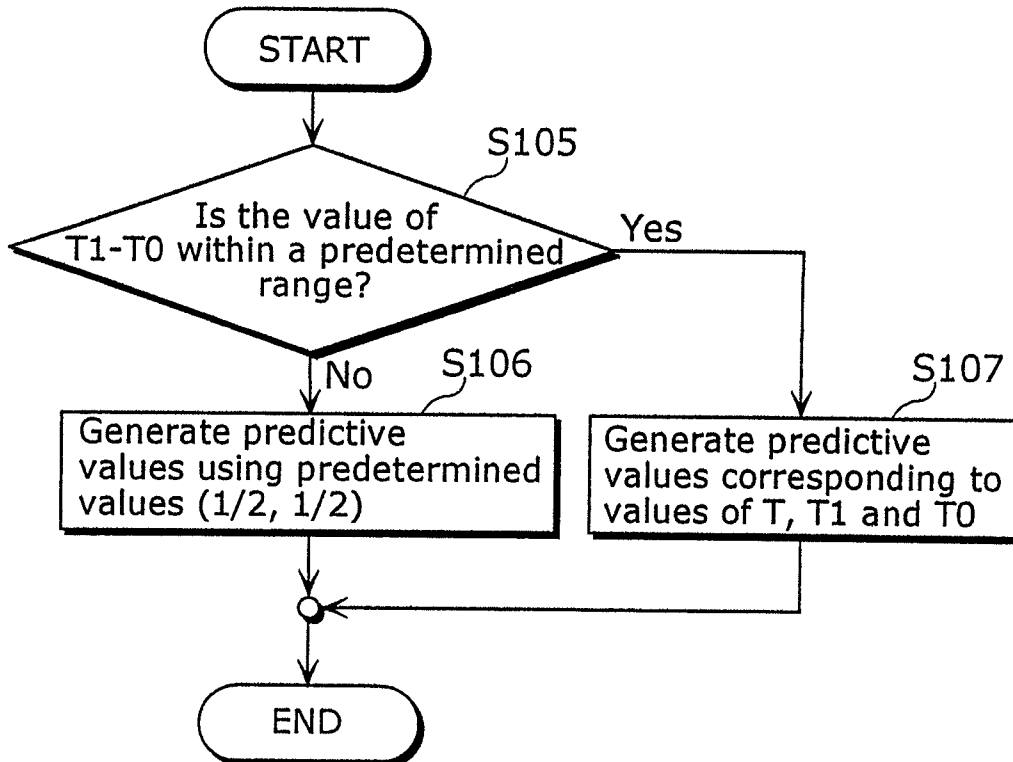 START
S105
Is the value of
T1-T0 within a predetermined
range?
Yes
No
S106
Generate predictive
values using predetermined
values (1/2, 1/2)
S107
Generate predictive
values corresponding to
values of T, T1 and T0
END